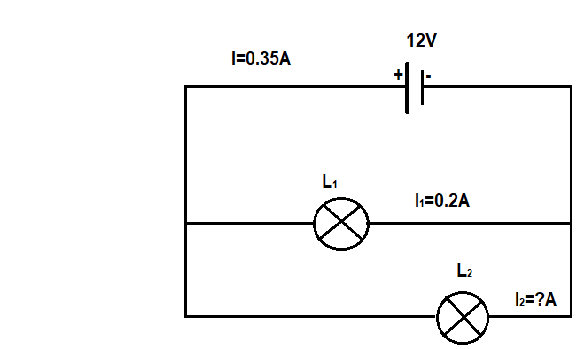 12V
I=0.35A
+ -
L₁
I₁=0.2A
L₂
I₂=?A